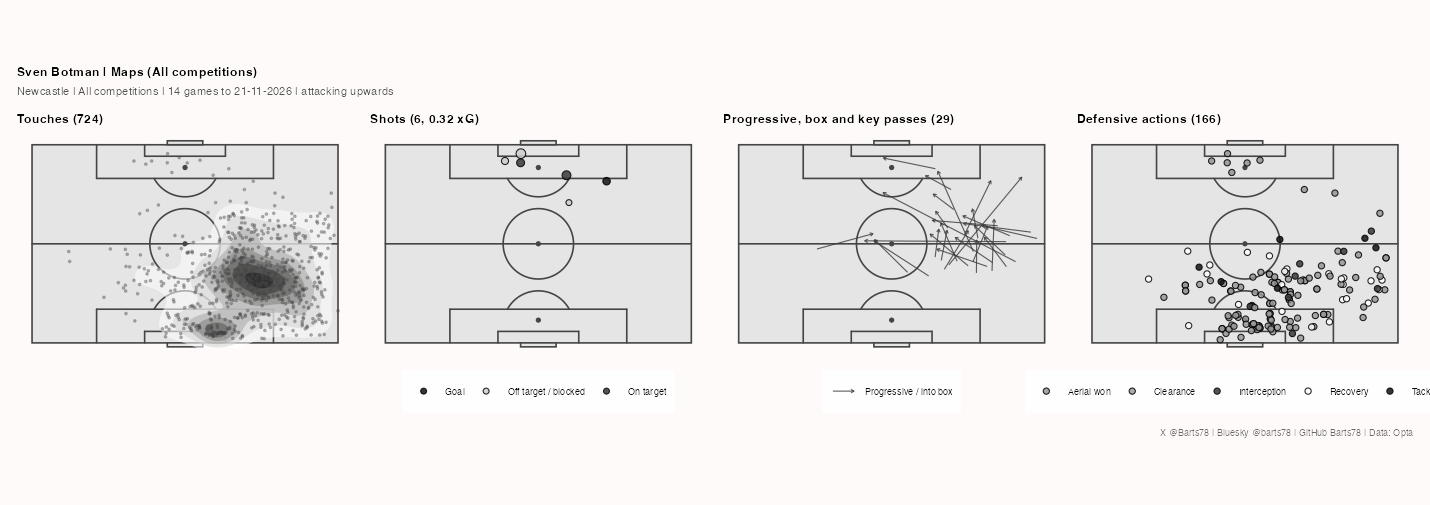 Sven Botman | Maps (All competitions)
Newcastle | All competitions | 14 games to 21-11-2026 | attacking upwards
Touches (724)
Shots (6, 0.32 xG)
Progressive, box and key passes (29)
Defensive actions (166)
Goal
Off target / blocked
On target
Progressive / into box
Aerial won
Clearance
Interception
Recovery
Tack
X @Barts78 | Bluesky @barts78 | GitHub Barts78 | Data: Opta